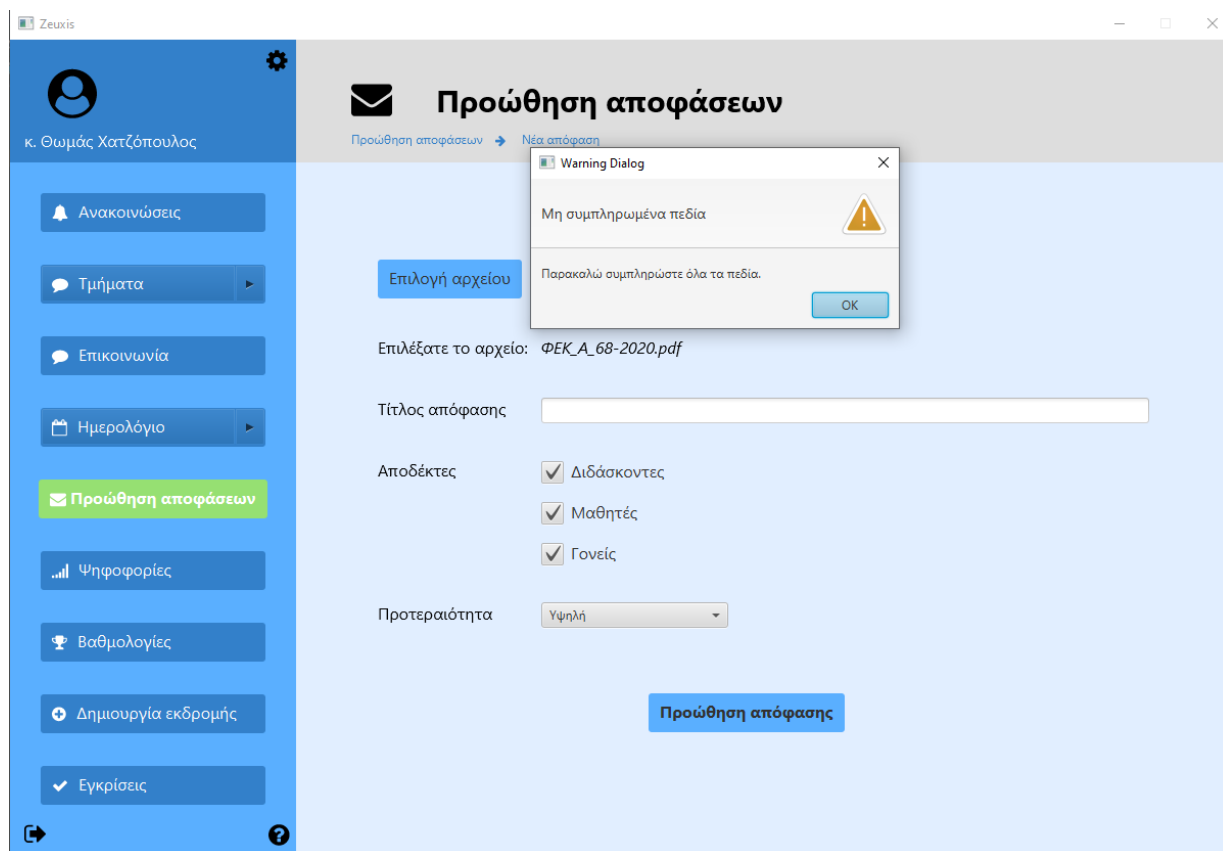 Zeuxis
κ. Θωμάς Χατζόπουλος
Ανακοινώσεις
Τμήματα
Επικοινωνία
Ημερολόγιο
Προώθηση αποφάσεων
Ψηφοφορίες
Βαθμολογίες
Δημιουργία εκδρομής
Εγκρίσεις
Προώθηση αποφάσεων
Προώθηση αποφάσεων Νέα απόφαση
Warning Dialog
Μη συμπληρωμένα πεδία
Παρακαλώ συμπληρώστε όλα τα πεδία.
OK
Επιλογή αρχείου
Επιλέξατε το αρχείο: ΦΕΚ_Α_68-2020.pdf
Τίτλος απόφασης
Αποδέκτες Διδάσκοντες
Μαθητές
Γονείς
Προτεραιότητα Υψηλή
Προώθηση απόφασης